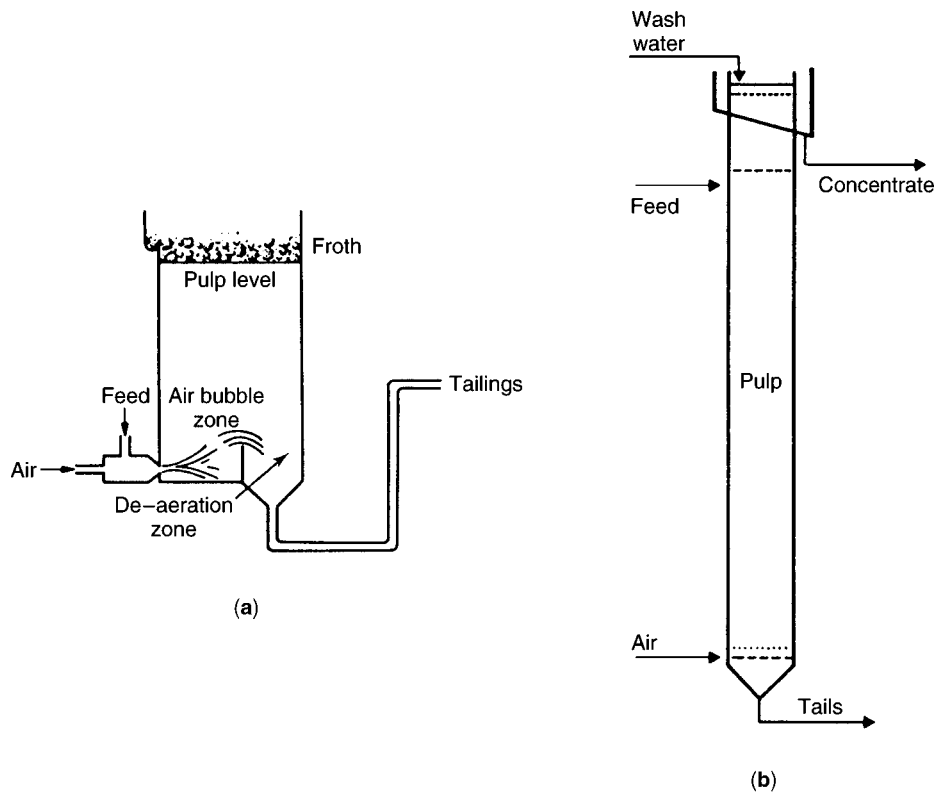 Froth
Pulp level
Feed
Air bubble
zone
Tailings
Air
De–aeration
zone
(a)
Wash
water
Concentrate
Feed
Pulp
Air
Tails
(b)